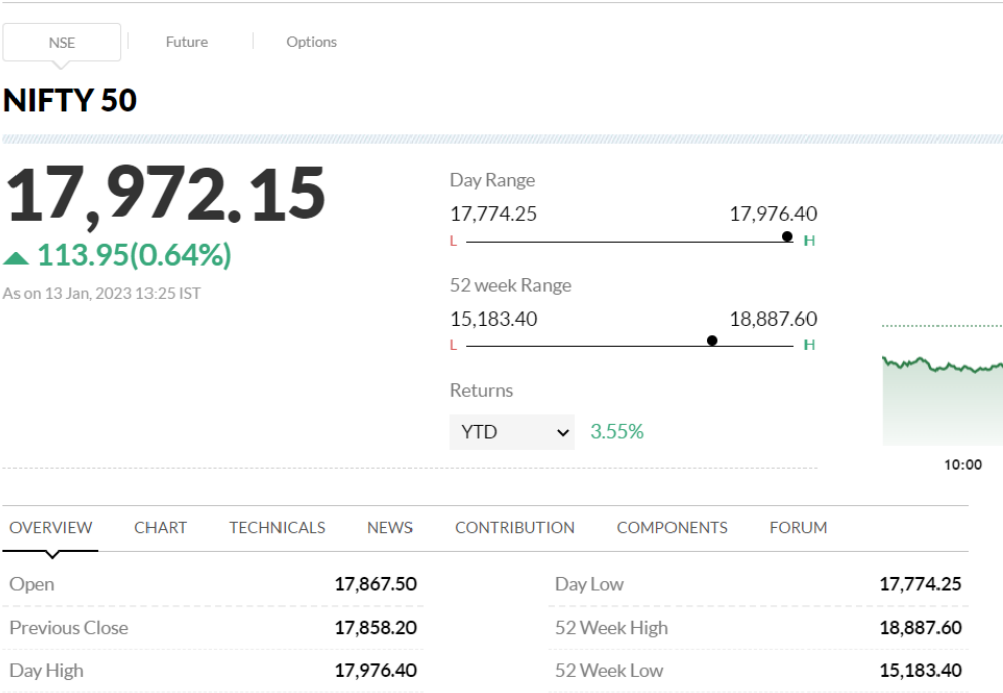 NSE Future Options
NIFTY 50
17,972.15
113.95(0.64%)
As on 13 Jan, 2023 13:25 IST
Day Range
17,774.25 17,976.40
L H
52 week Range
15,183.40 18,887.60
L H
Returns
YTD 3.55%
10:00
OVERVIEW CHART TECHNICALS NEWS CONTRIBUTION COMPONENTS FORUM
Open 17,867.50 Day Low 17,774.25
Previous Close 17,858.20 52 Week High 18,887.60
Day High 17,976.40 52 Week Low 15,183.40